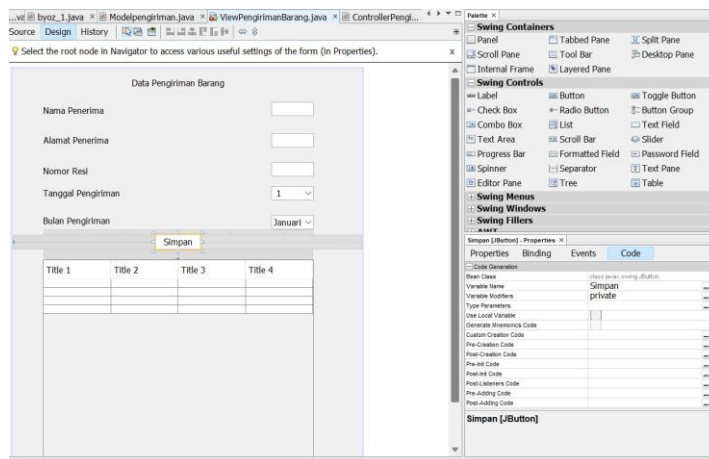 ...va byoz_1.java × Modelpengiriman.java × ViewPengirimanBarang.java × ControllerPengi...
Source Design History
Select the root node in Navigator to access various useful settings of the form (in Properties). x
Data Pengiriman Barang
Nama Penerima
Alamat Penerima
Nomor Resi
Tanggal Pengiriman 1
Bulan Pengiriman Januari
Simpan
Title 1 Title 2 Title 3 Title 4
Palette ×
Swing Containers
Panel Tabbed Pane Split Pane
Scroll Pane Tool Bar Desktop Pane
Internal Frame Layered Pane
Swing Controls
Label Button Toggle Button
Check Box Radio Button Button Group
Combo Box List Text Field
Text Area Scroll Bar Slider
Progress Bar Formatted Field Password Field
Spinner Separator Text Pane
Editor Pane Tree Table
Swing Menus
Swing Windows
Swing Fillers
AWT
Simpan [JButton] - Properties ×
Properties Binding Events Code
Code Generation
Bean Class class javax.swing.JButton
Variable Name Simpan
Variable Modifiers private
Type Parameters
Use Local Variable
Generate Mnemonics Code
Custom Creation Code
Pre-Creation Code
Post-Creation Code
Pre-Init Code
Post-Init Code
Post-Listeners Code
Pre-Adding Code
Post-Adding Code
Simpan [JButton]